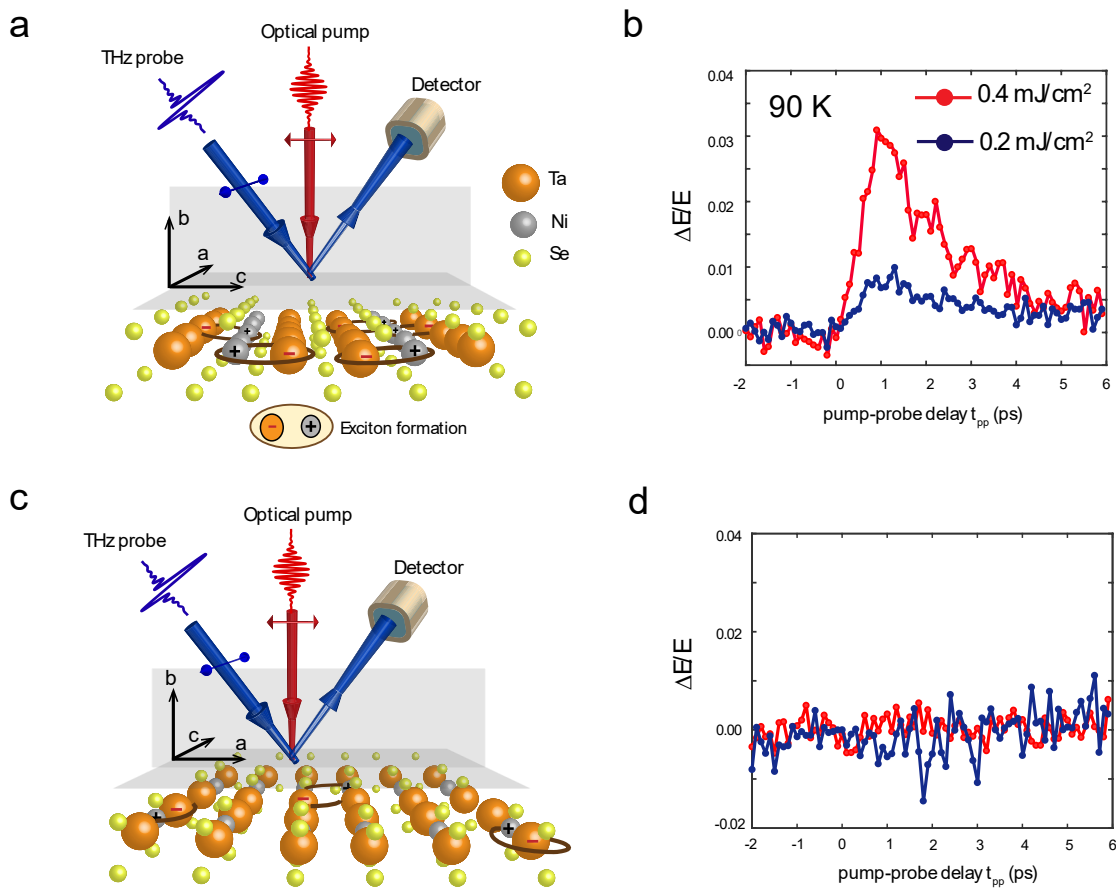 a
Optical pump
THz probe
Detector
Ta
Ni
Se
b
a
c
+
-
+
-
+
-
-
+
-
+
Exciton formation
b
0.04
0.03
0.02
0.01
0.00
90 K
0.4 mJ/cm²
0.2 mJ/cm²
ΔE/E
-2 -1 0 1 2 3 4 5 6
pump-probe delay tpp (ps)
c
Optical pump
THz probe
Detector
b
c
a
+
-
+
-
+
-
d
0.04
0.02
0.00
-0.02
ΔE/E
-2 -1 0 1 2 3 4 5 6
pump-probe delay tpp (ps)